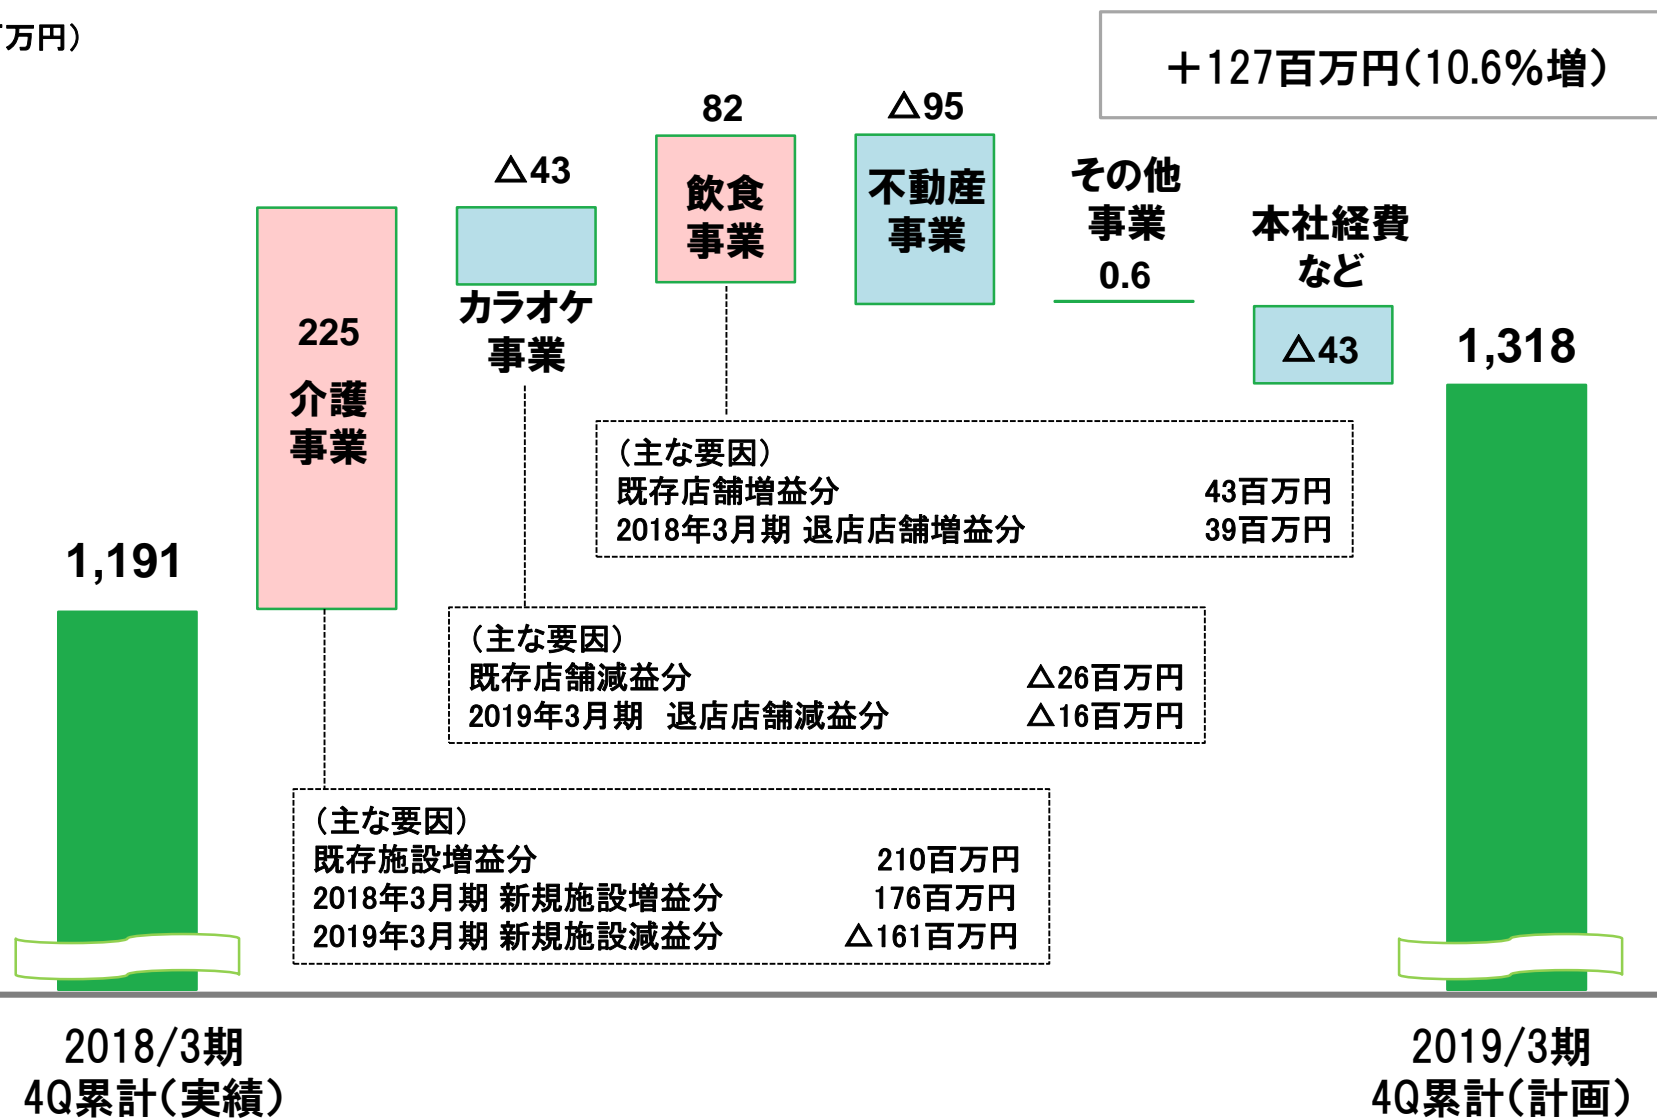 万円）
＋127百万円（10.6％増）
225
介護
事業
△43
カラオケ
事業
82
飲食
事業
△95
不動産
事業
その他
事業
0.6
本社経費
など
△43
1,191
1,318
（主な要因）
既存店舗増益分 43百万円
2018年3月期 退店店舗増益分 39百万円
（主な要因）
既存店舗減益分 △26百万円
2019年3月期　退店店舗減益分 △16百万円
（主な要因）
既存施設増益分 210百万円
2018年3月期 新規施設増益分 176百万円
2019年3月期 新規施設減益分 △161百万円
2018/3期
4Q累計（実績）
2019/3期
4Q累計（計画）